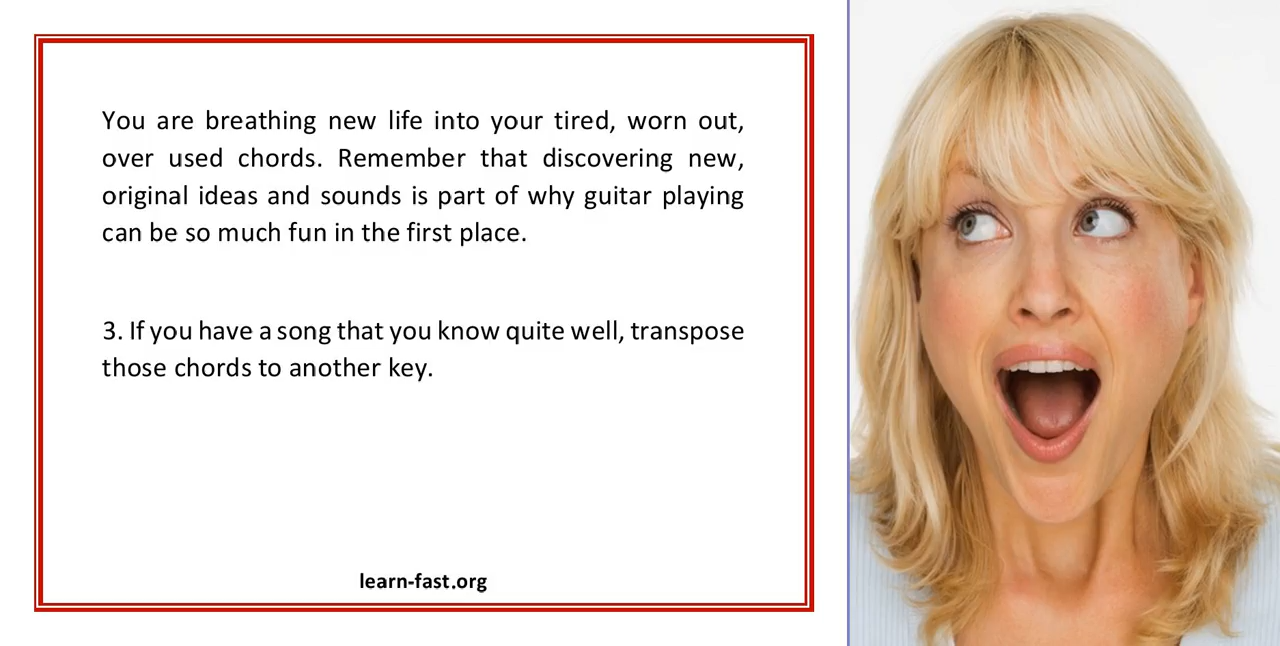 You are breathing new life into your tired, worn out,
over used chords. Remember that discovering new,
original ideas and sounds is part of why guitar playing
can be so much fun in the first place.
3. If you have a song that you know quite well, transpose
those chords to another key.
learn-fast.org